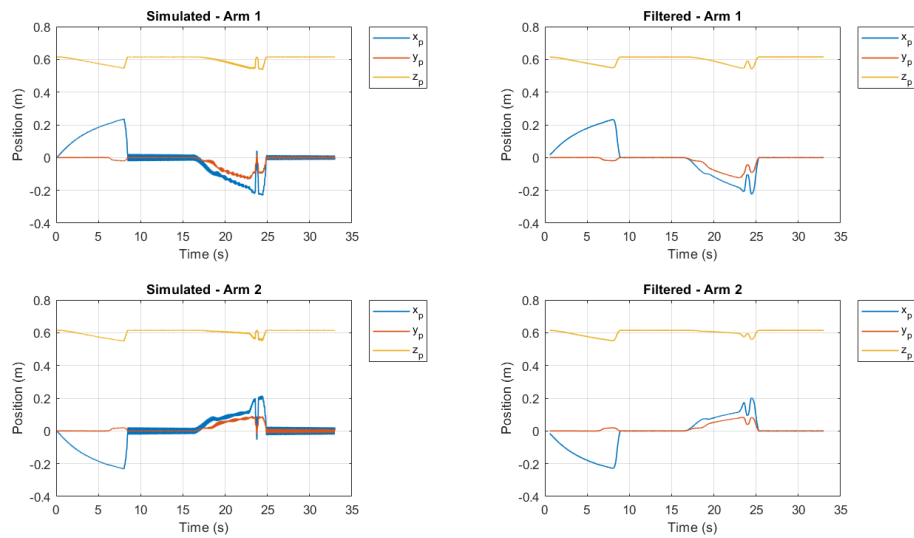 Simulated - Arm 1
0.8
0.6
0.4
0.2
0
-0.2
-0.4
Position (m)
0 5 10 15 20 25 30 35
Time (s)
x_p
y_p
z_p
Filtered - Arm 1
0.8
0.6
0.4
0.2
0
-0.2
-0.4
Position (m)
0 5 10 15 20 25 30 35
Time (s)
x_p
y_p
z_p
Simulated - Arm 2
0.8
0.6
0.4
0.2
0
-0.2
-0.4
Position (m)
0 5 10 15 20 25 30 35
Time (s)
x_p
y_p
z_p
Filtered - Arm 2
0.8
0.6
0.4
0.2
0
-0.2
-0.4
Position (m)
0 5 10 15 20 25 30 35
Time (s)
x_p
y_p
z_p